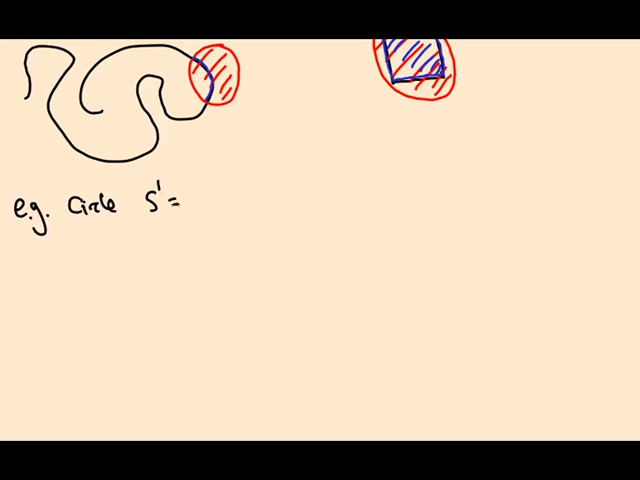 e.g. Circle S¹ =